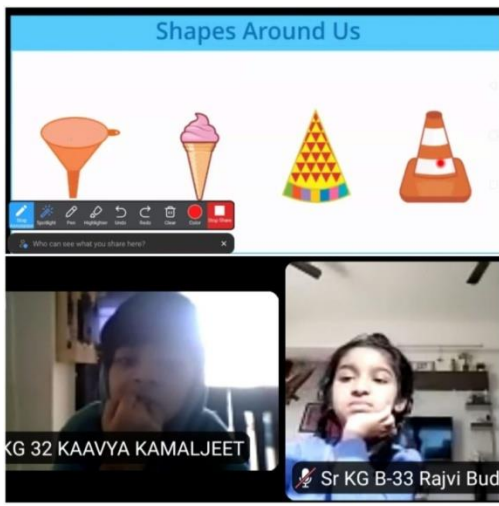 Shapes Around Us
Spotlight
Pen
Highlighter
Undo
Redo
Clear
Color
Stop Share
Who can see what you share here?
KG 32 KAAVYA KAMALJEET
Sr KG B-33 Rajvi Bud